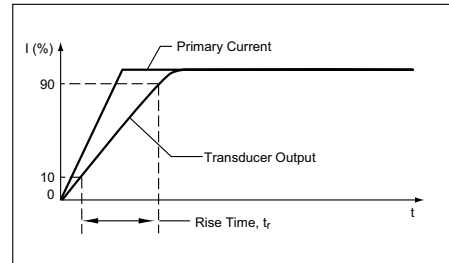 I (%)
Primary Current
90
Transducer Output
10
0
t
Rise Time, tr